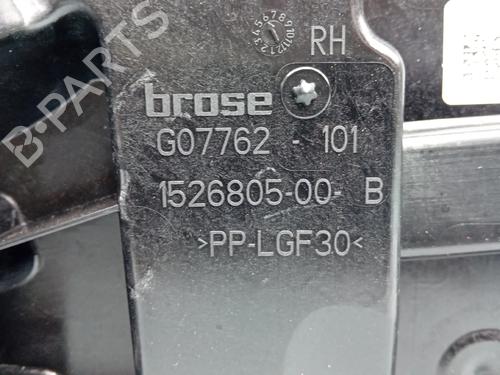 RH
brose
G07762 - 101
1526805-00- B
>PP-LGF30<
B-PARTS